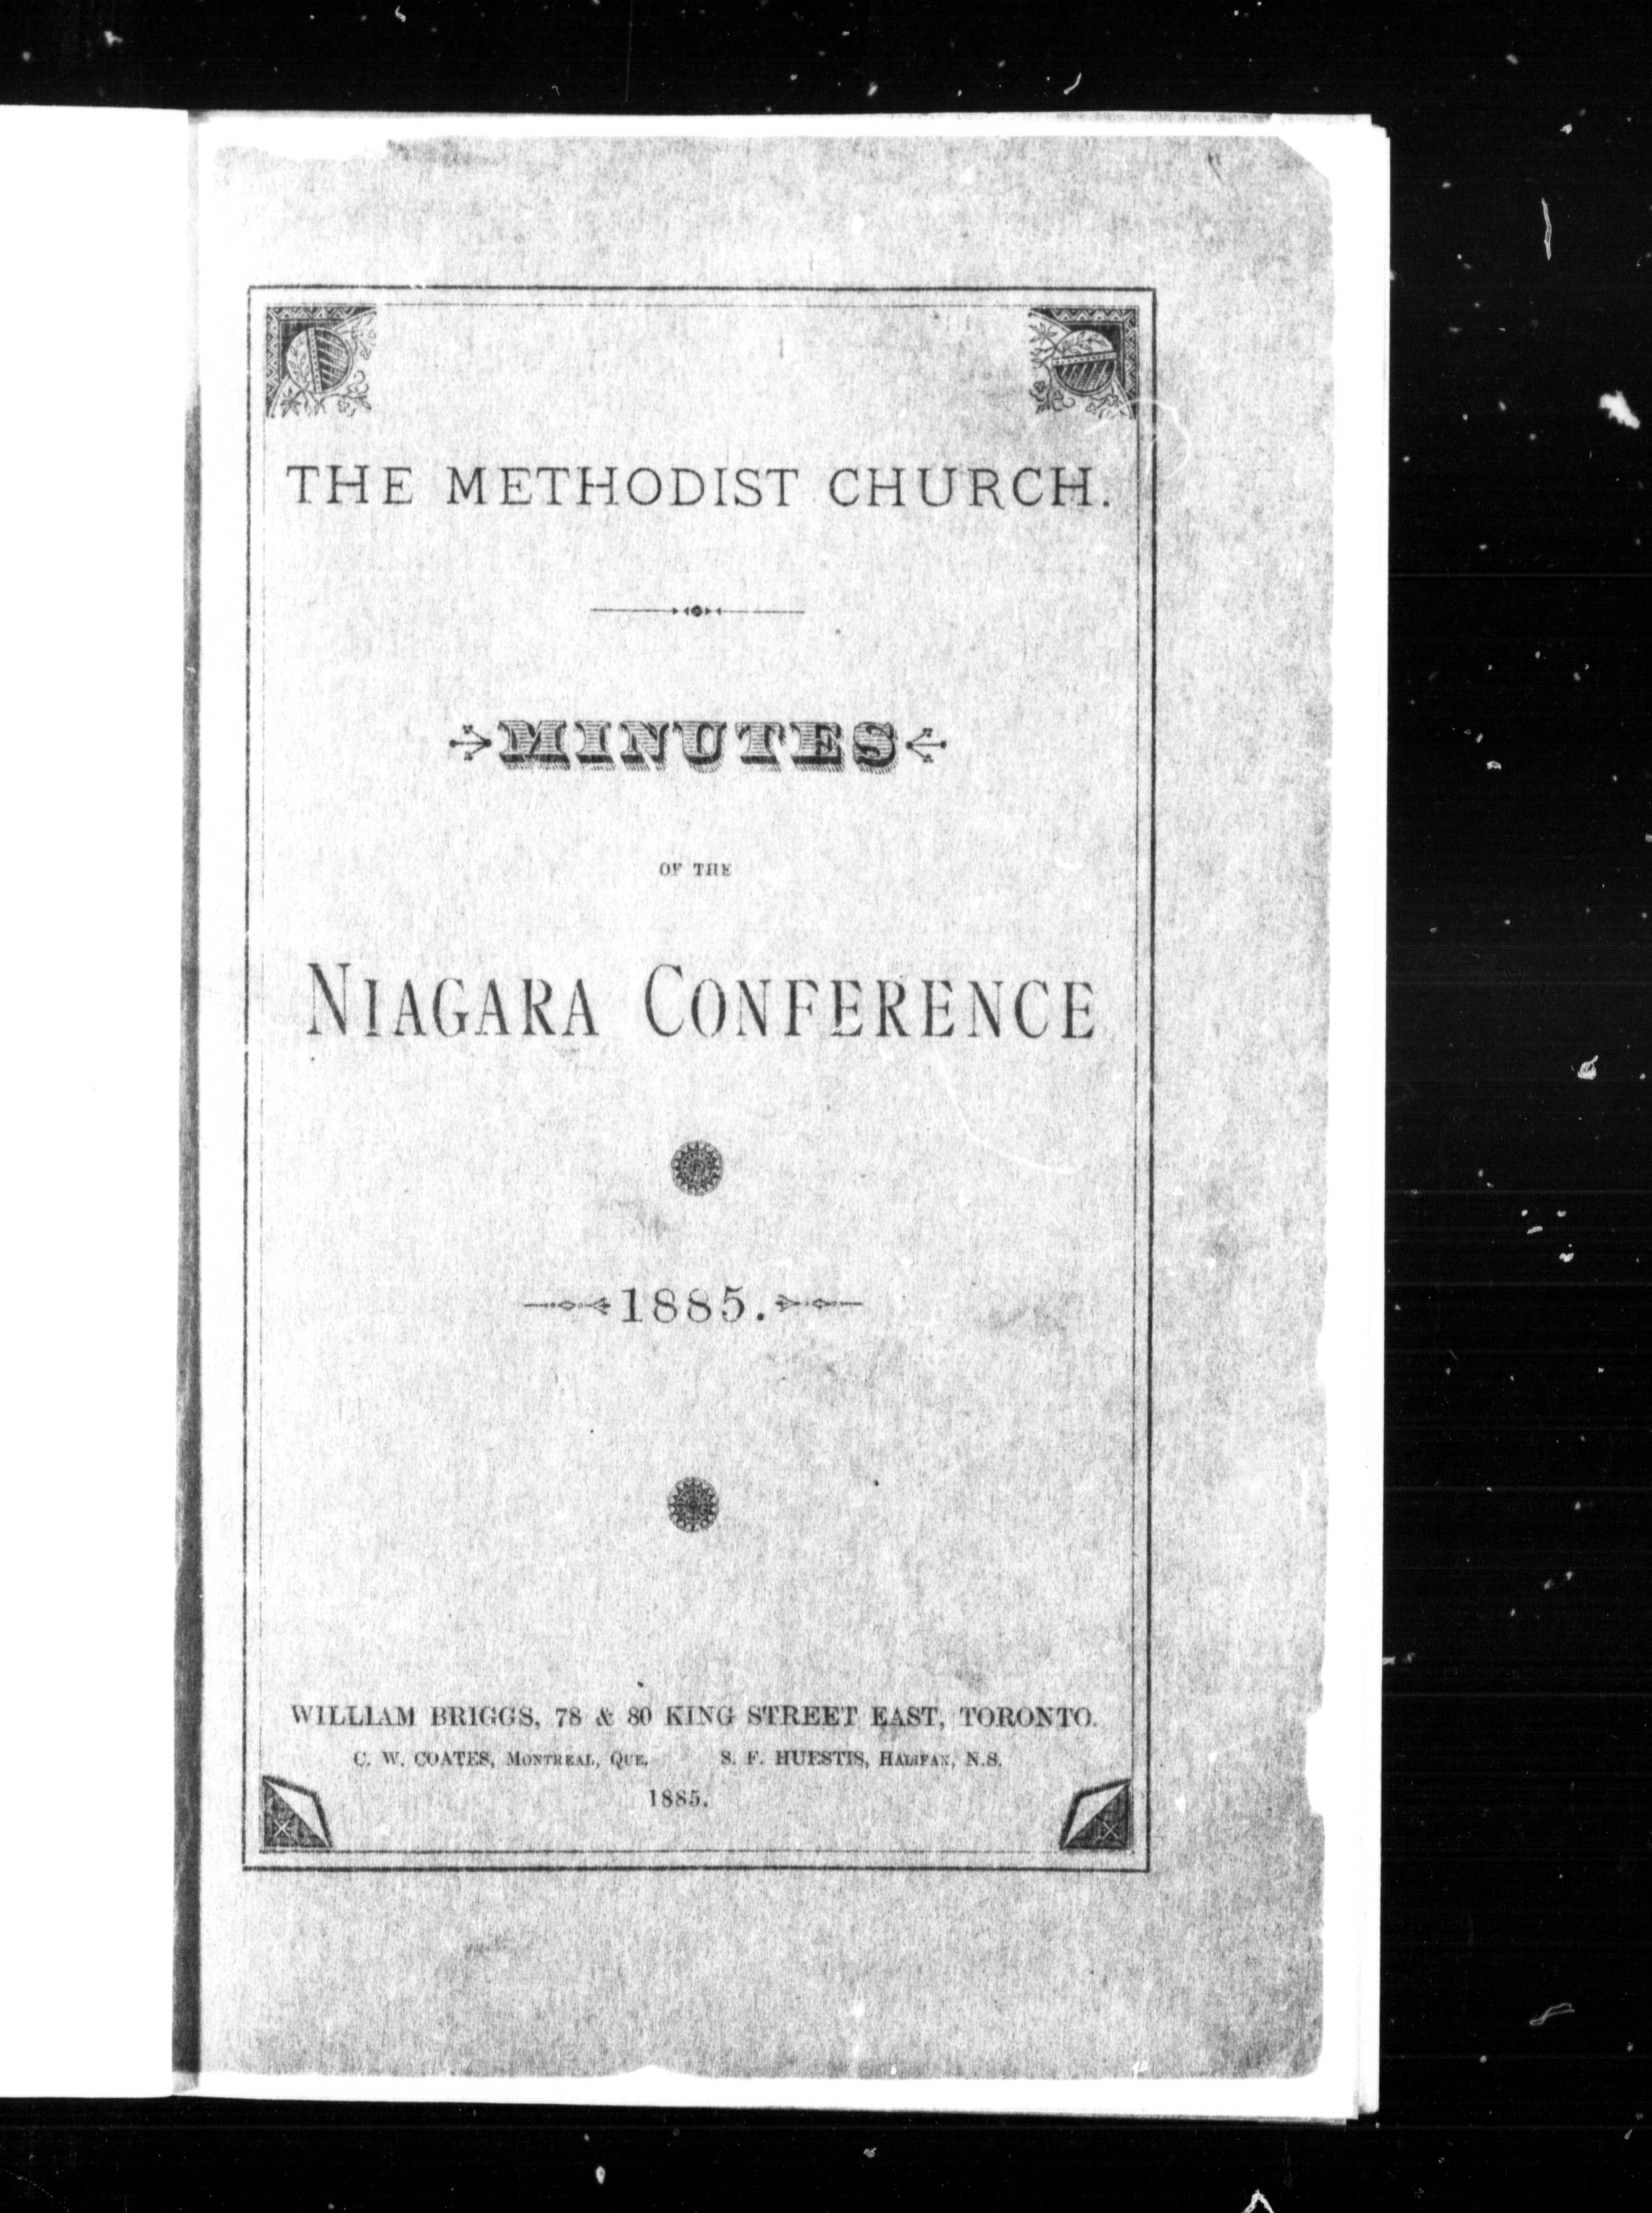 THE METHODIST CHURCH.
MINUTES
OF THE
NIAGARA CONFERENCE
1885.
WILLIAM BRIGGS, 78 & 80 KING STREET EAST, TORONTO.
C. W. COATES, MONTREAL, QUE. S. F. HUESTIS, HALIFAX, N.S.
1885.